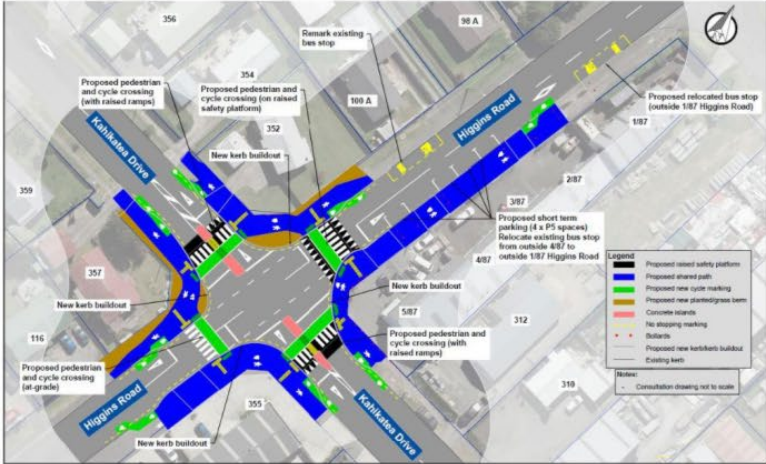 356
98 A
Remark existing
bus stop
Proposed pedestrian
and cycle crossing
(with raised ramps)
354
Proposed pedestrian and
cycle crossing (on raised
safety platform)
100 A
Higgins Road
Proposed relocated bus stop
(outside 1/87 Higgins Road)
1/87
Kahikatea Drive
352
New kerb buildout
359
2/87
3/87
Proposed short term
parking (4 x P5 spaces)
Relocate existing bus stop
from outside 4/87 to
outside 1/87 Higgins Road
4/87
357
New kerb buildout
New kerb buildout
5/87
312
116
Proposed pedestrian and
cycle crossing (with
raised ramps)
Proposed pedestrian
and cycle crossing
(at-grade)
Higgins Road
355
New kerb buildout
Kahikatea Drive
310
Legend
Proposed raised safety platform
Proposed shared path
Proposed new cycle marking
Proposed new planted/grass berm
Concrete islands
No stopping marking
Bollards
Proposed new kerb/kerb buildout
Existing kerb
Notes:
- Consultation drawing not to scale